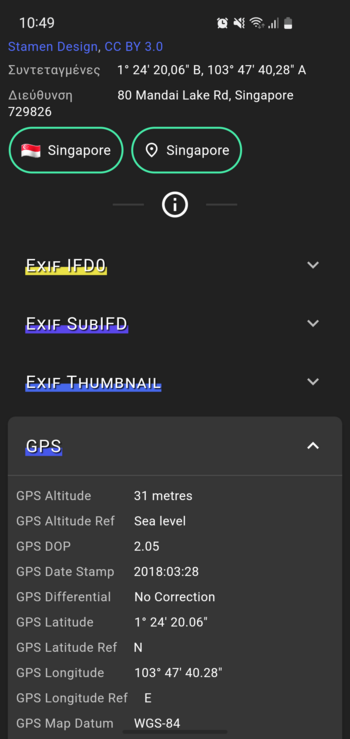 10:49
Stamen Design, CC BY 3.0
Συντεταγμένες 1° 24' 20,06" Β, 103° 47' 40,28" Α
Διεύθυνση 80 Mandai Lake Rd, Singapore
729826
Singapore Singapore
Exif IFD0
Exif SubIFD
Exif Thumbnail
GPS
GPS Altitude 31 metres
GPS Altitude Ref Sea level
GPS DOP 2.05
GPS Date Stamp 2018:03:28
GPS Differential No Correction
GPS Latitude 1° 24' 20.06"
GPS Latitude Ref N
GPS Longitude 103° 47' 40.28"
GPS Longitude Ref E
GPS Map Datum WGS-84